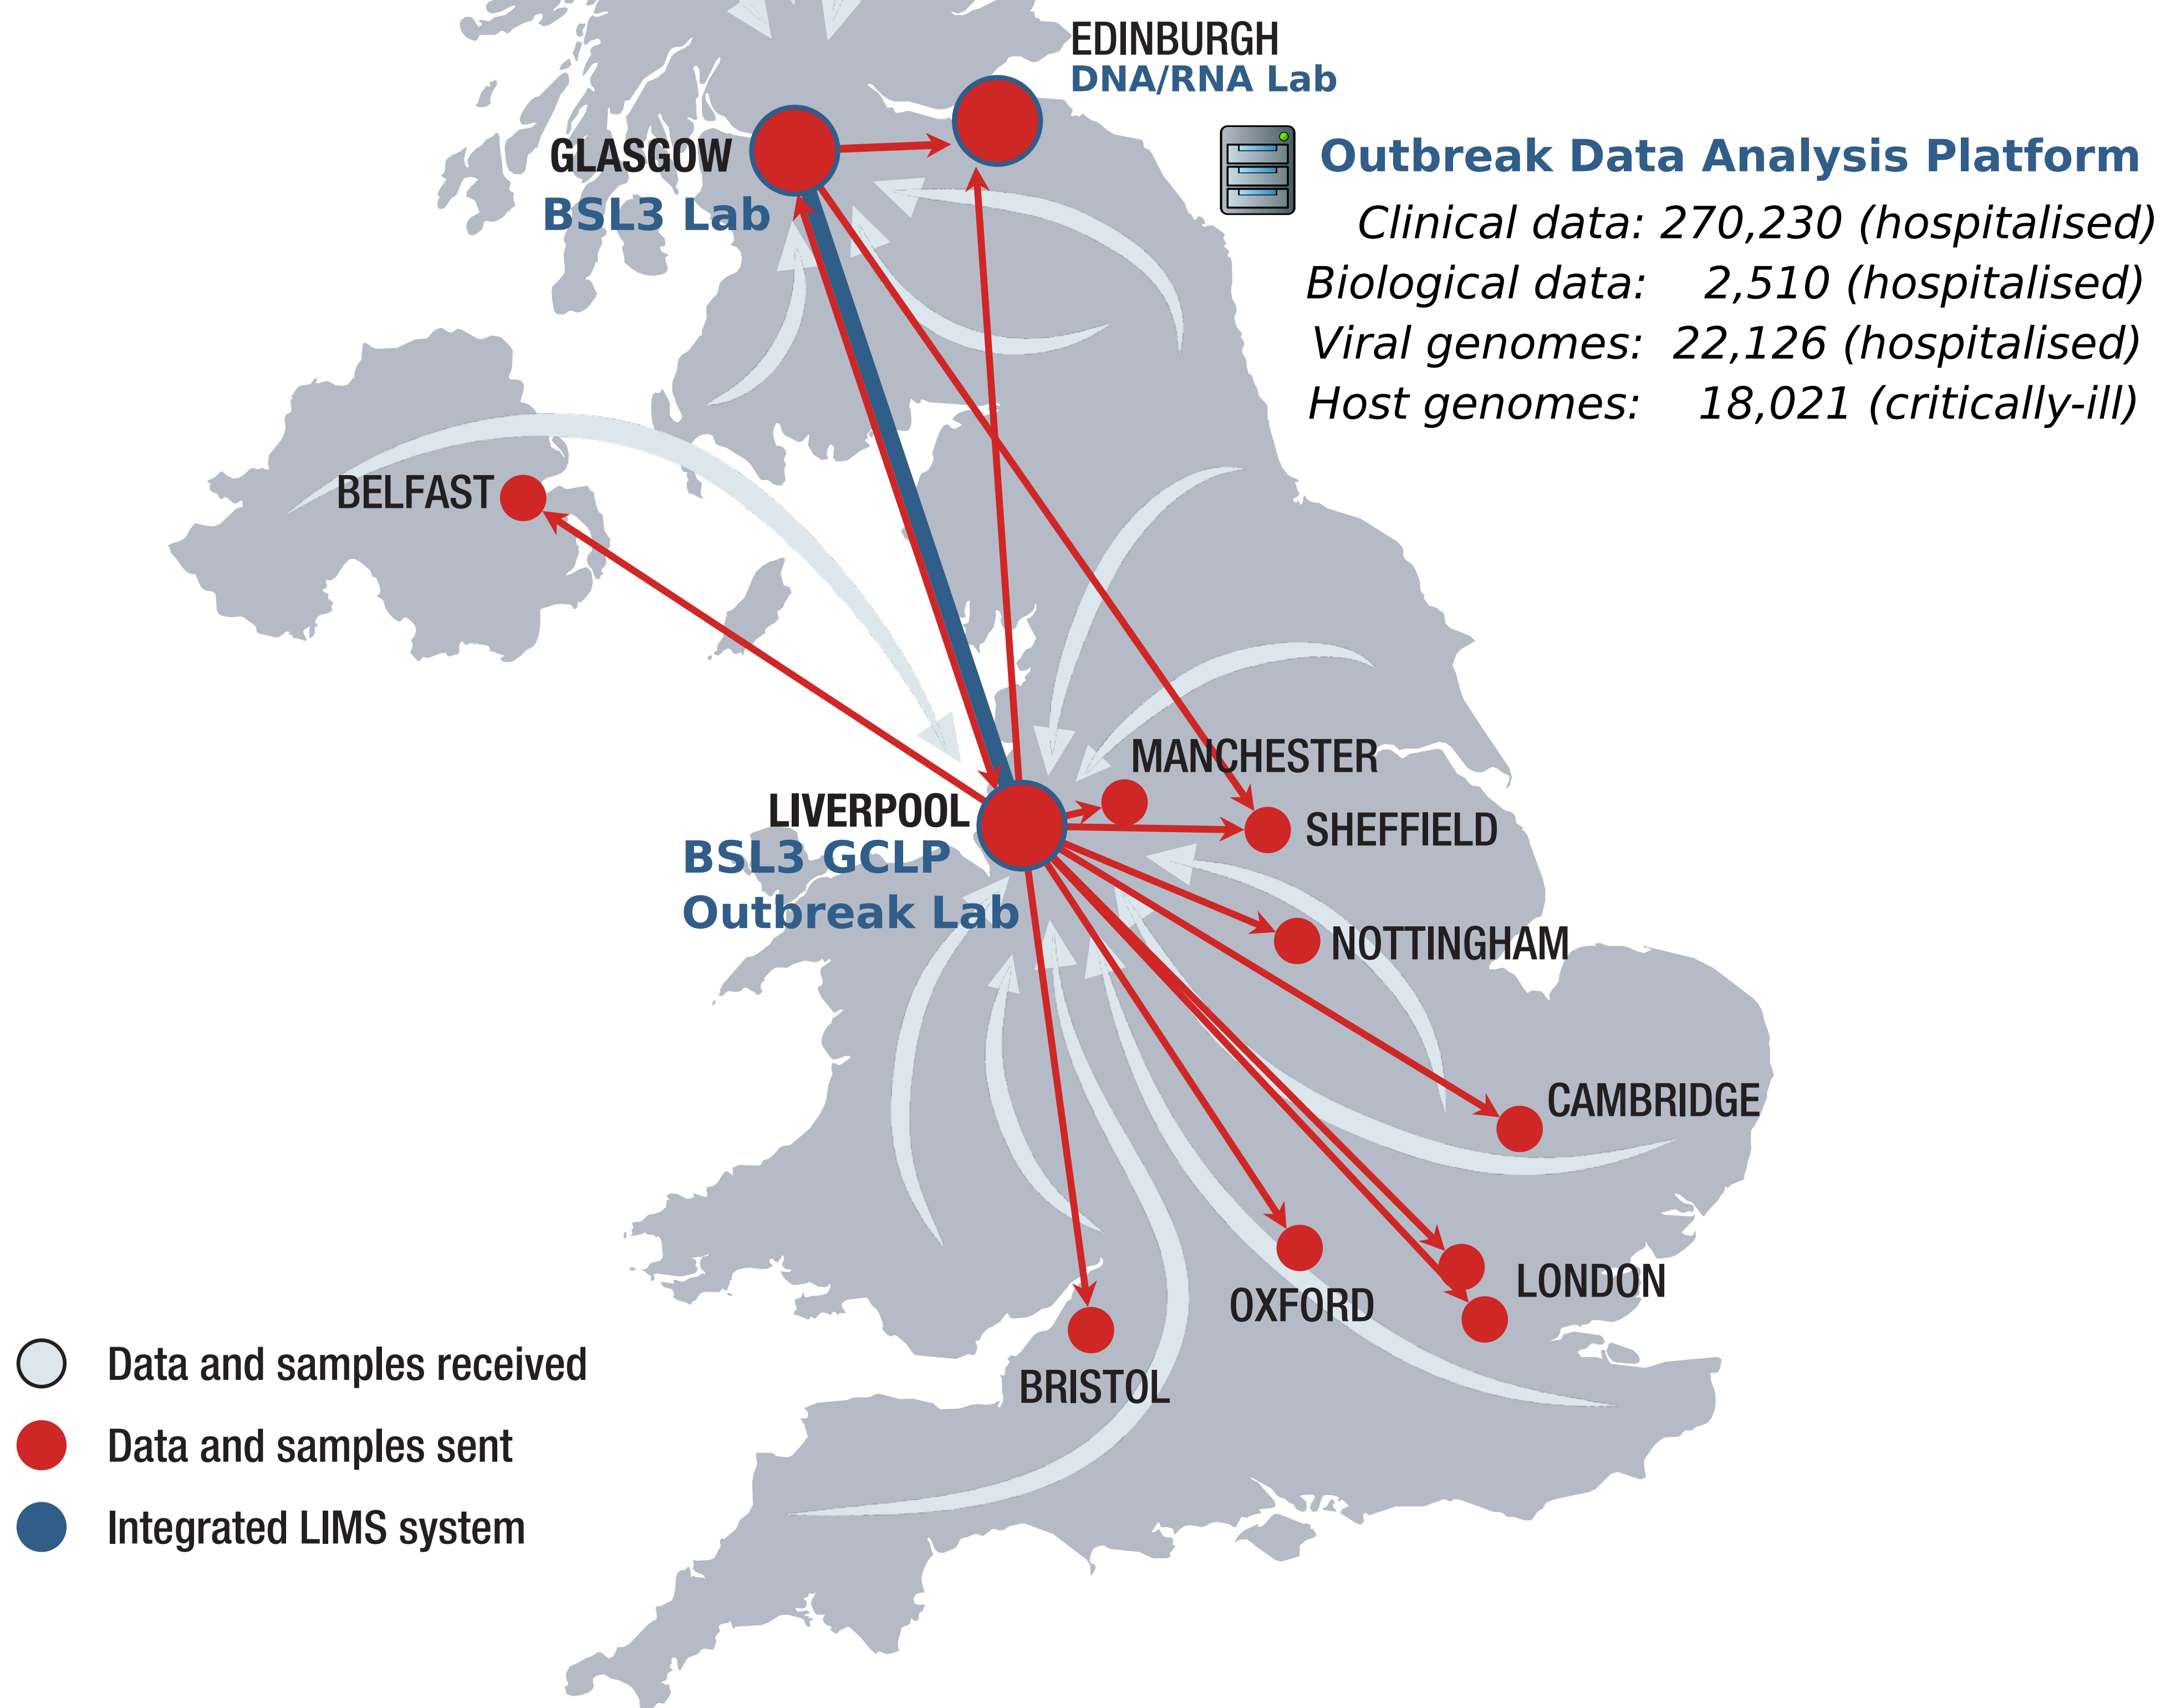 EDINBURGH
DNA/RNA Lab
GLASGOW
BSL3 Lab
Outbreak Data Analysis Platform
Clinical data: 270,230 (hospitalised)
Biological data: 2,510 (hospitalised)
Viral genomes: 22,126 (hospitalised)
Host genomes: 18,021 (critically-ill)
BELFAST
MANCHESTER
LIVERPOOL
BSL3 GCLP
Outbreak Lab
SHEFFIELD
NOTTINGHAM
CAMBRIDGE
LONDON
OXFORD
BRISTOL
Data and samples received
Data and samples sent
Integrated LIMS system